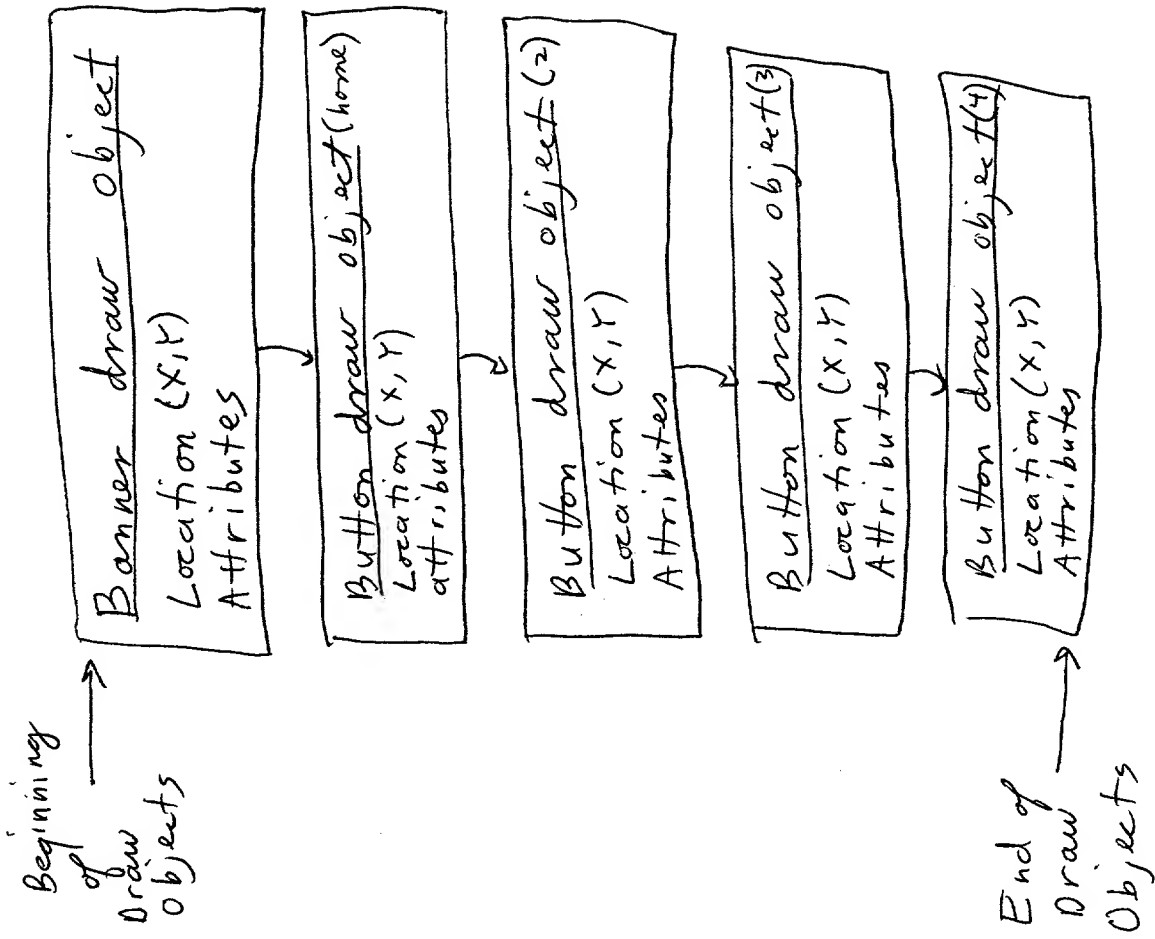 Beginning
of
Draw
Objects
Banner draw object
Location (X,Y)
Attributes
Button draw object (home)
Location (X,Y)
attributes
Button draw object (2)
Location (X,Y)
Attributes
Button draw object (3)
Location (X,Y)
Attributes
Button draw object (4)
Location (X,Y)
Attributes
End of
Draw
Objects